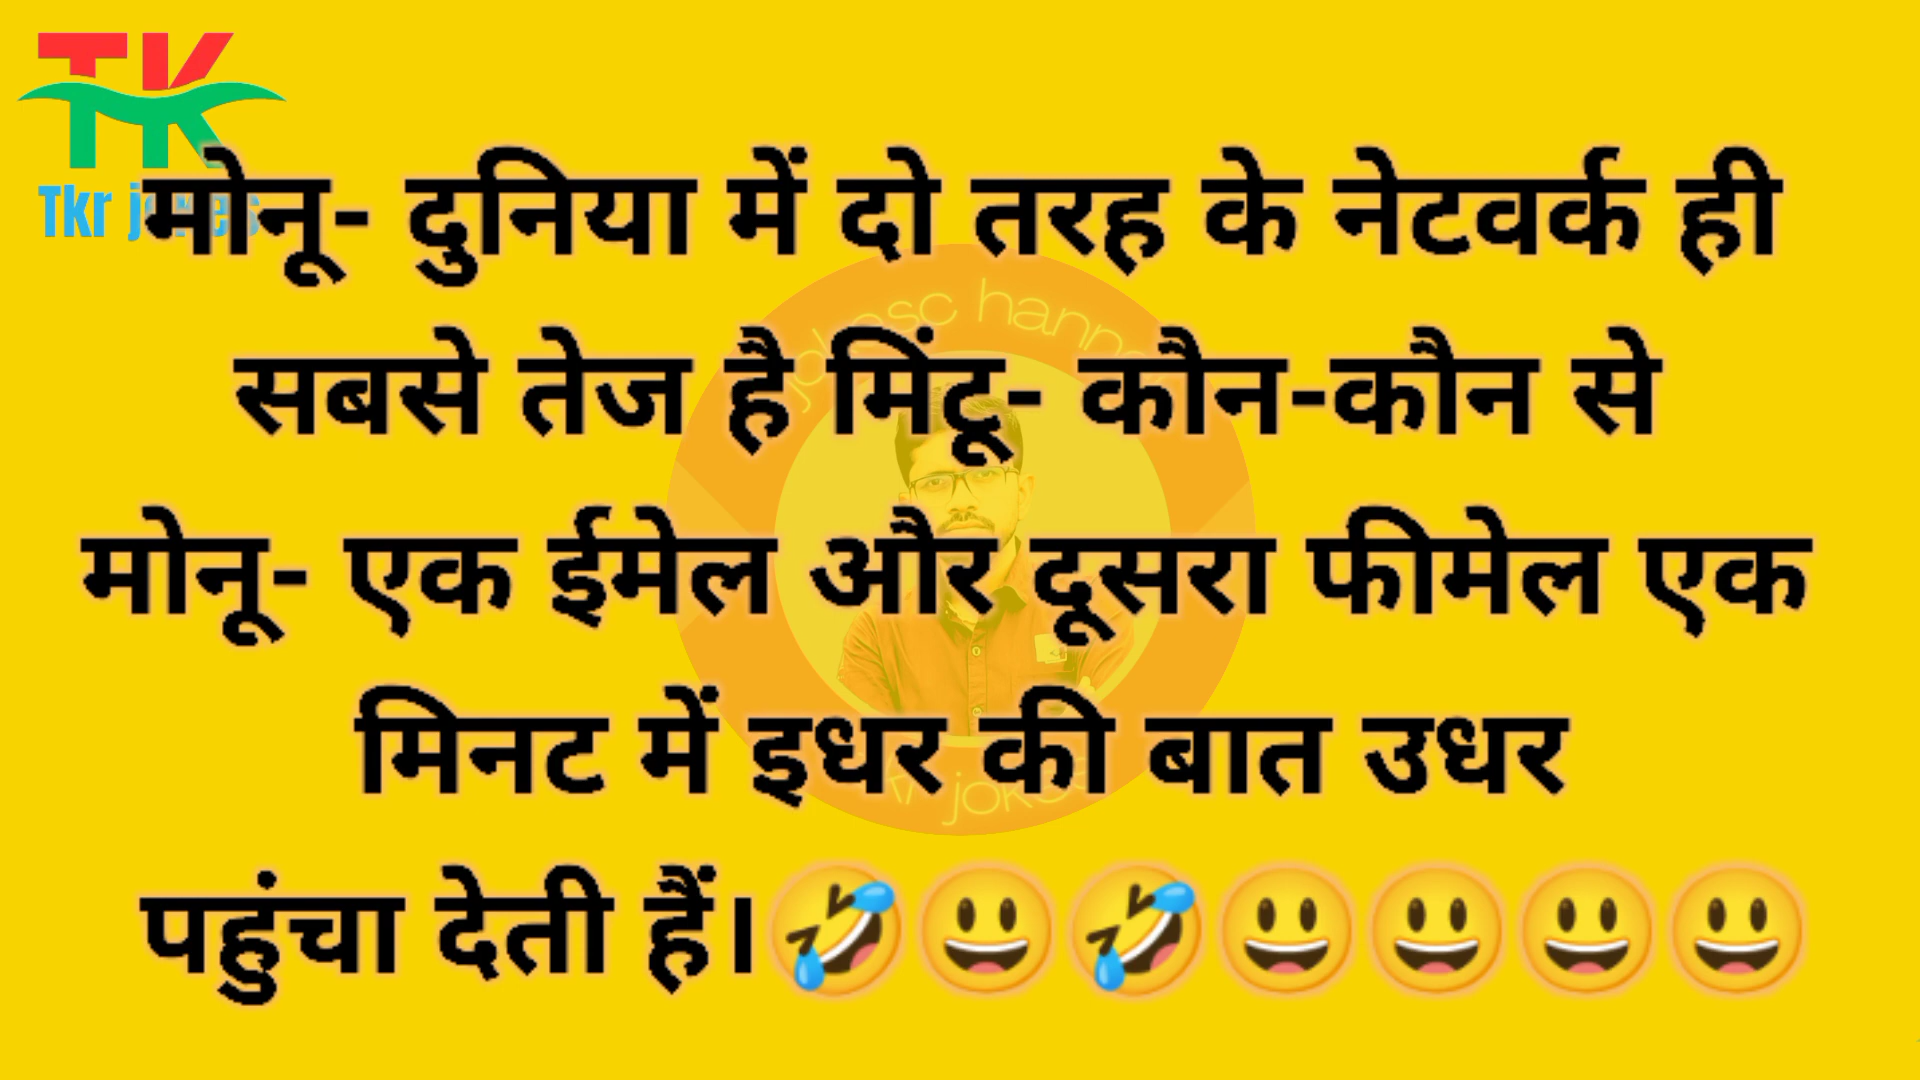 TK
Tkr jokes
मोनू- दुनिया में दो तरह के नेटवर्क ही
सबसे तेज है मिंटू- कौन-कौन से
मोनू- एक ईमेल और दूसरा फीमेल एक
मिनट में इधर की बात उधर
पहुंचा देती हैं।🤣😃🤣😃😃😃😃